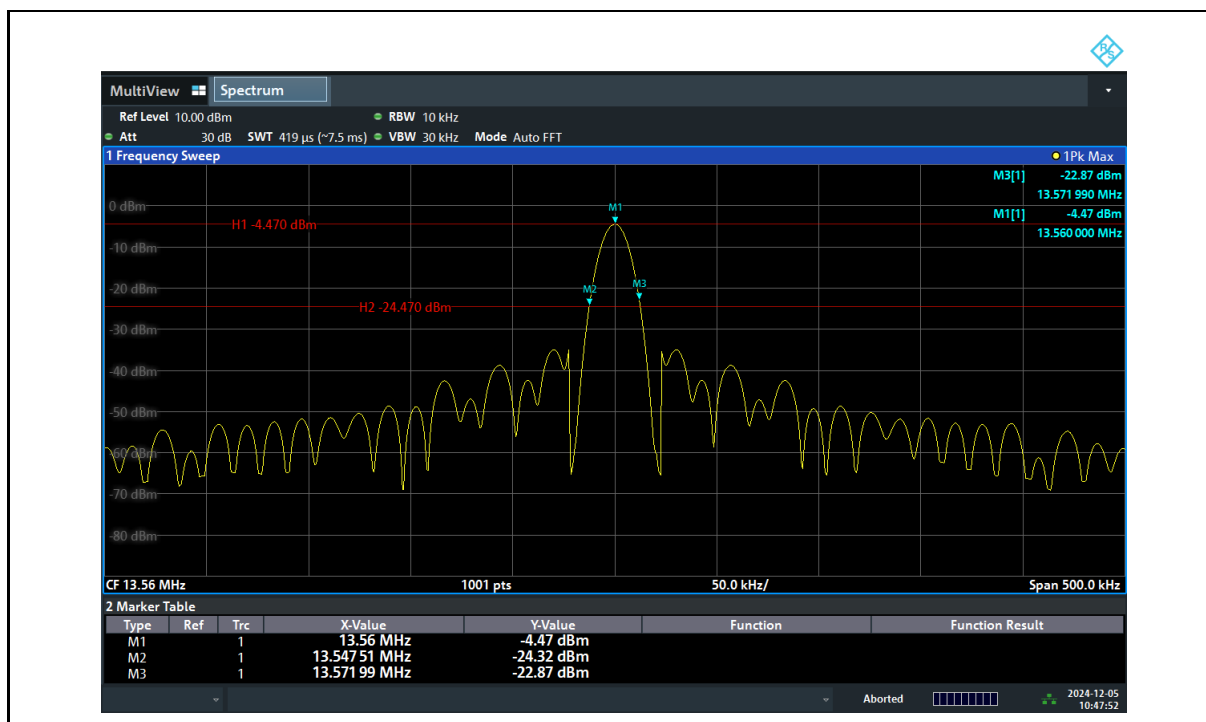 R S
MultiView Spectrum
Ref Level 10.00 dBm RBW 10 kHz
Att 30 dB SWT 419 µs (~7.5 ms) VBW 30 kHz Mode Auto FFT
1 Frequency Sweep 1Pk Max
M3[1] -22.87 dBm
13.571 990 MHz
M1[1] -4.47 dBm
13.560 000 MHz
0 dBm
M1
H1 -4.470 dBm
-10 dBm
-20 dBm
M2
M3
H2 -24.470 dBm
-30 dBm
-40 dBm
-50 dBm
-60 dBm
-70 dBm
-80 dBm
CF 13.56 MHz 1001 pts 50.0 kHz/ Span 500.0 kHz
2 Marker Table
Type Ref Trc X-Value Y-Value Function Function Result
M1 1 13.56 MHz -4.47 dBm
M2 1 13.547 51 MHz -24.32 dBm
M3 1 13.571 99 MHz -22.87 dBm
Aborted 2024-12-05
10:47:52